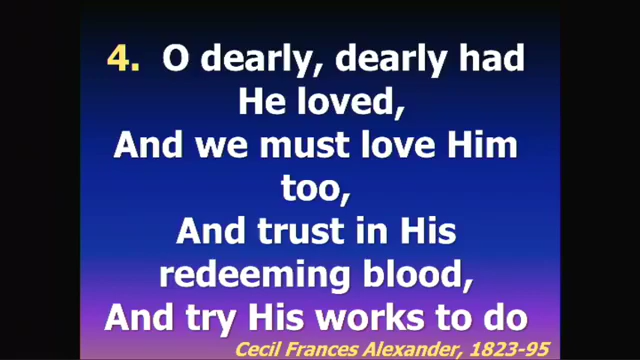 4. O dearly, dearly had
He loved,
And we must love Him
too,
And trust in His
redeeming blood,
And try His works to do
Cecil Frances Alexander, 1823-95